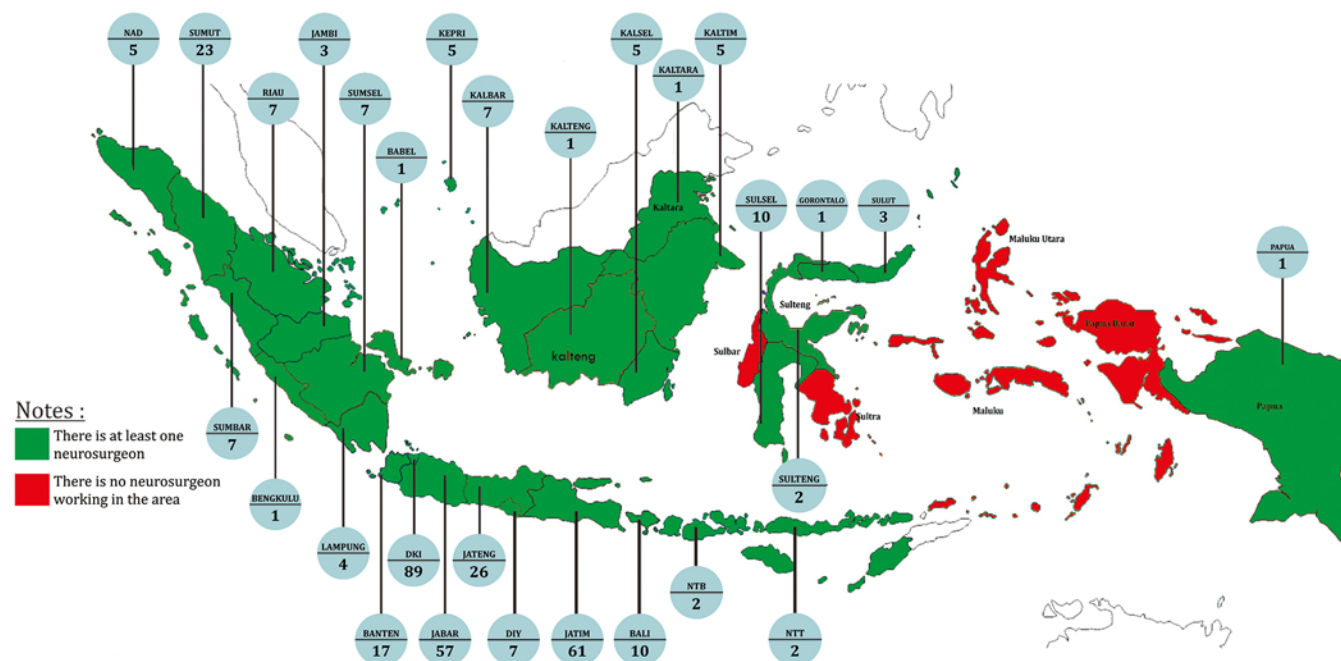 NAD
5
SUMUT
23
JAMBI
3
KEPRI
5
KALSEL
5
KALTIM
5
RIAU
7
SUMSEL
7
KALBAR
7
KALTARA
1
BABEL
1
KALTENG
1
Kaltara
SULSEL
10
GORONTALO
1
SULUT
3
Maluku Utara
PAPUA
1
Sulteng
Papua Barat
Sulbar
kalteng
Sultra
Maluku
Papua
Notes :
There is at least one
neurosurgeon
There is no neurosurgeon
working in the area
SUMBAR
7
BENGKULU
1
LAMPUNG
4
DKI
89
JATENG
26
SULTENG
2
NTB
2
BANTEN
17
JABAR
57
DIY
7
JATIM
61
BALI
10
NTT
2